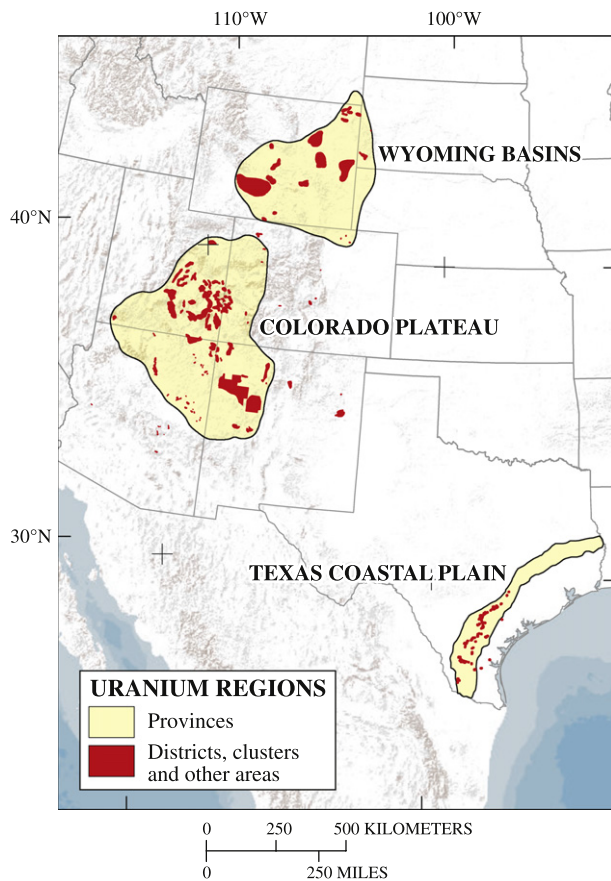 110°W
100°W
WYOMING BASINS
40°N
COLORADO PLATEAU
30°N
TEXAS COASTAL PLAIN
URANIUM REGIONS
Provinces
Districts, clusters
and other areas
0 250 500 KILOMETERS
0 250 MILES